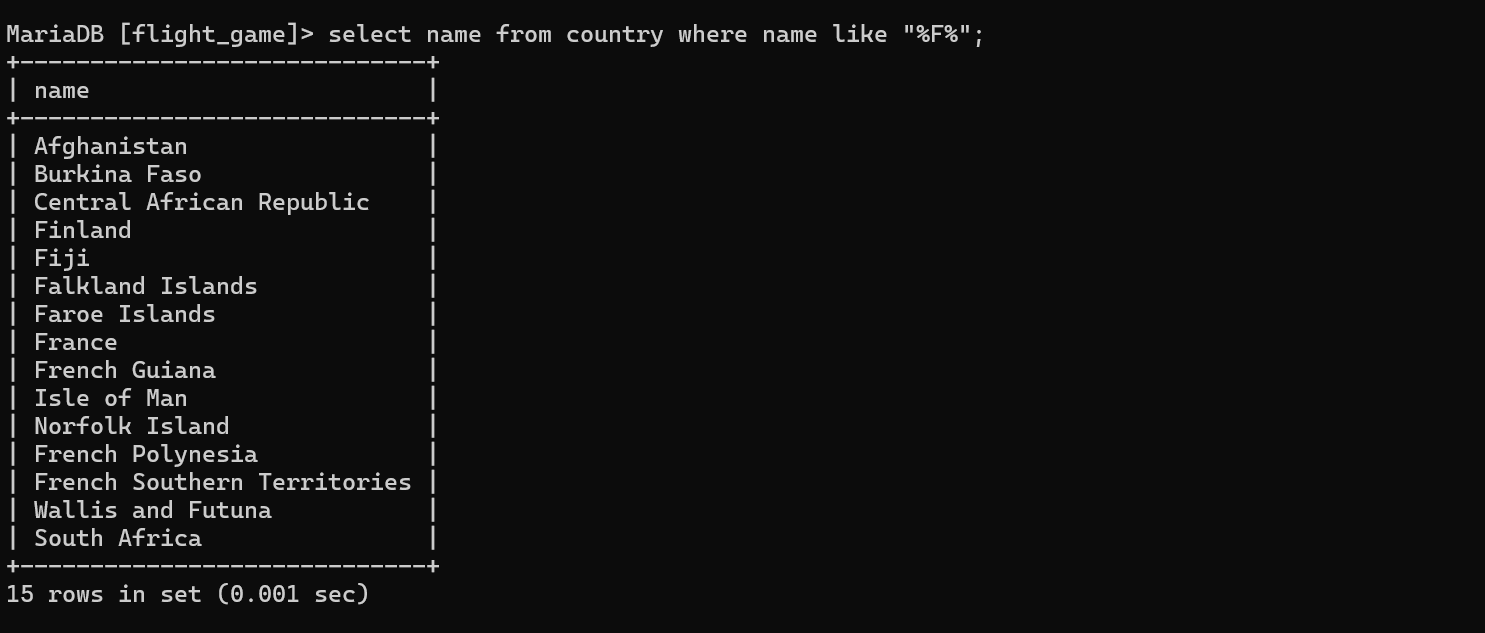 MariaDB [flight_game]> select name from country where name like "%F%";
+-----------------------------+
| name                        |
+-----------------------------+
| Afghanistan                 |
| Burkina Faso                |
| Central African Republic    |
| Finland                     |
| Fiji                        |
| Falkland Islands            |
| Faroe Islands               |
| France                      |
| French Guiana               |
| Isle of Man                 |
| Norfolk Island              |
| French Polynesia            |
| French Southern Territories |
| Wallis and Futuna           |
| South Africa                |
+-----------------------------+
15 rows in set (0.001 sec)